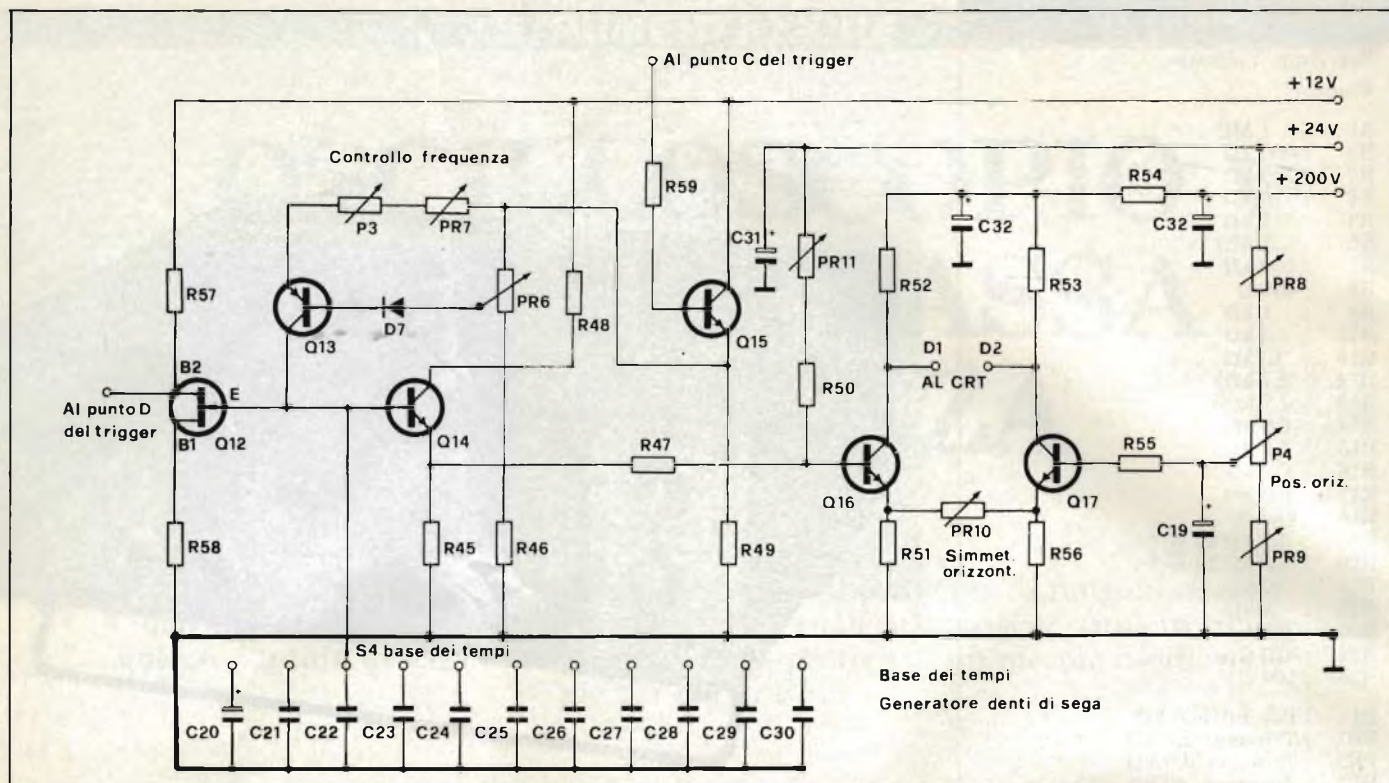 Al punto C del trigger
+12V
+24V
+200V
Controllo frequenza
R59
R54
P3
PR7
C31
+
PR11
C32
+
C32
+
R57
Q13
D7
PR6
R48
Q15
R52
R53
PR8
D1
D2
AL CRT
R50
B2
E
Al punto D
del trigger
B1
Q12
Q14
R47
R55
P4
Pos. oriz.
Q16
Q17
PR10
Simmet.
orizzont.
C19
+
R58
R45
R46
R49
R51
R56
PR9
S4 base dei tempi
Base dei tempi
Generatore denti di sega
+
C20
C21
C22
C23
C24
C25
C26
C27
C28
C29
C30